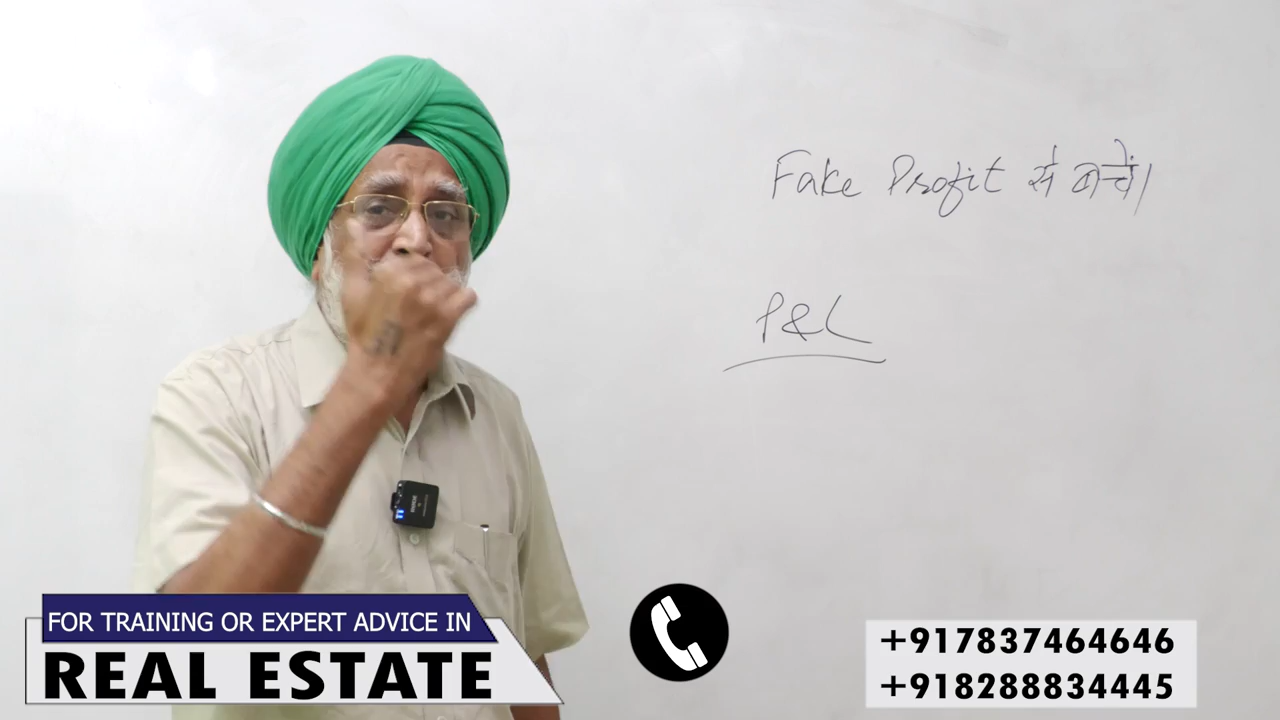 Fake Profit से बचें।
P&L
FOR TRAINING OR EXPERT ADVICE IN
REAL ESTATE
+917837464646
+918288834445